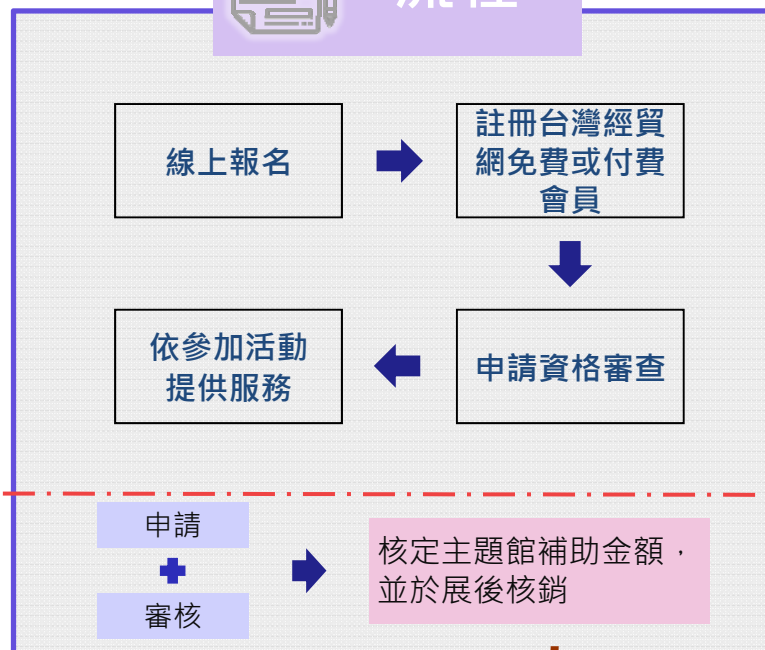 線上報名
註冊台灣經貿
網免費或付費
會員
依參加活動
提供服務
申請資格審查
申請
審核
核定主題館補助金額，
並於展後核銷